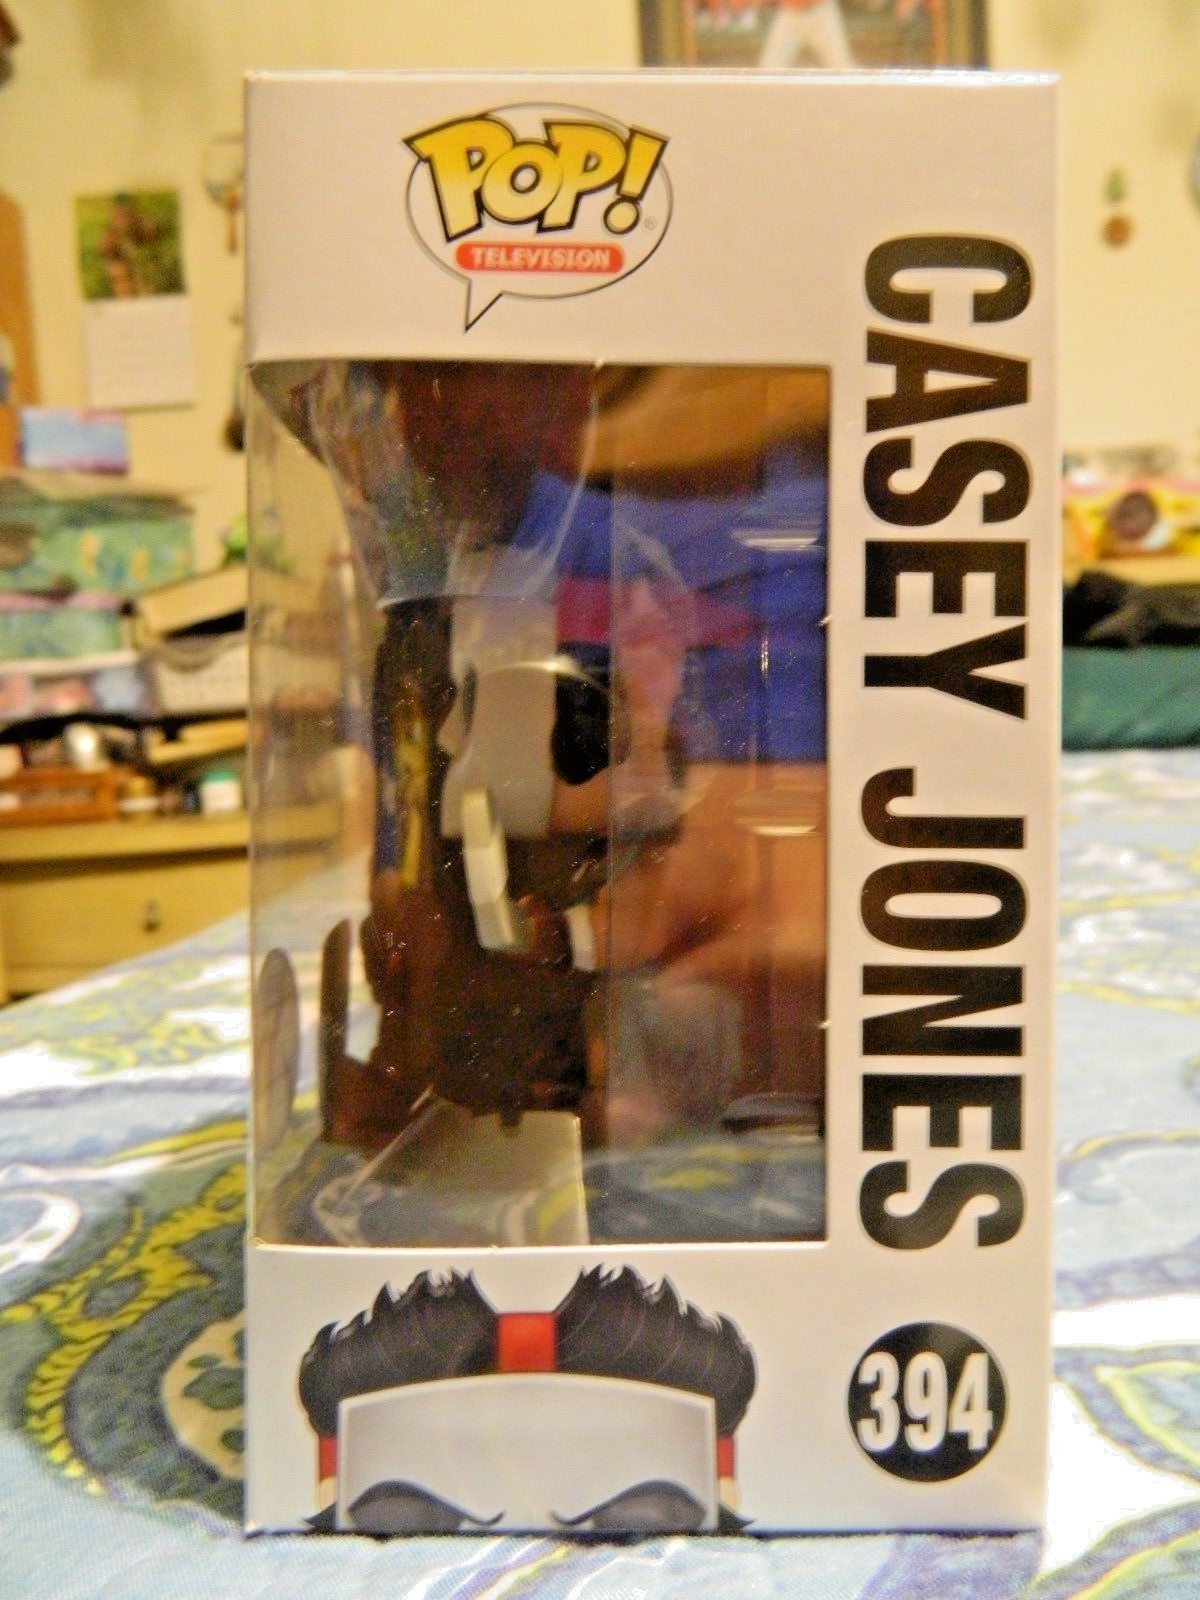 POP!
®
TELEVISION
CASEY JONES
394